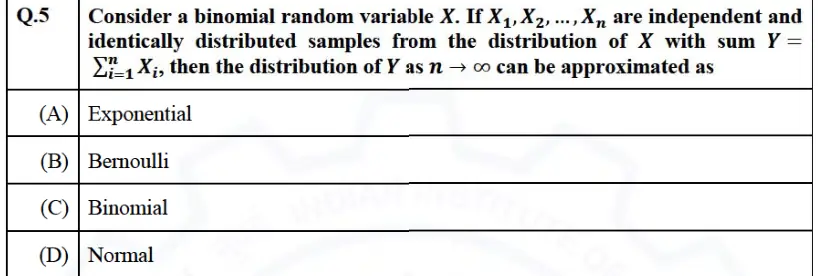 Q.5 Consider a binomial random variable X. If X₁, X₂, …, Xₙ are independent and
identically distributed samples from the distribution of X with sum Y =
∑ⁿᵢ₌₁ Xᵢ, then the distribution of Y as n → ∞ can be approximated as
(A) Exponential
(B) Bernoulli
(C) Binomial
(D) Normal